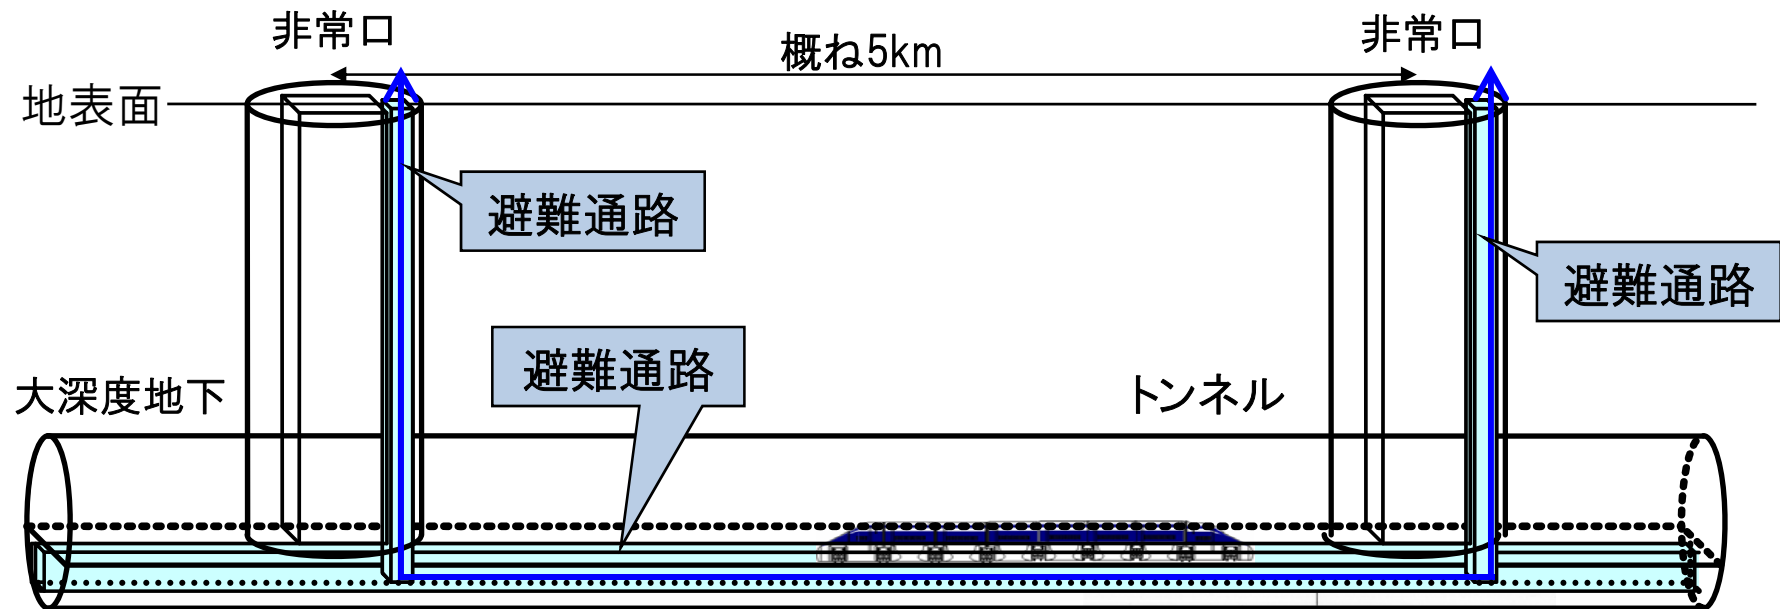 非常口
非常口
概ね5km
地表面
避難通路
避難通路
避難通路
大深度地下
トンネル